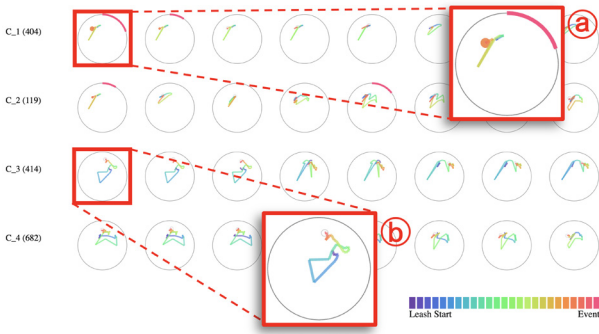 C_1 (404)
a
C_2 (119)
C_3 (414)
b
C_4 (682)
Leash Start
Event